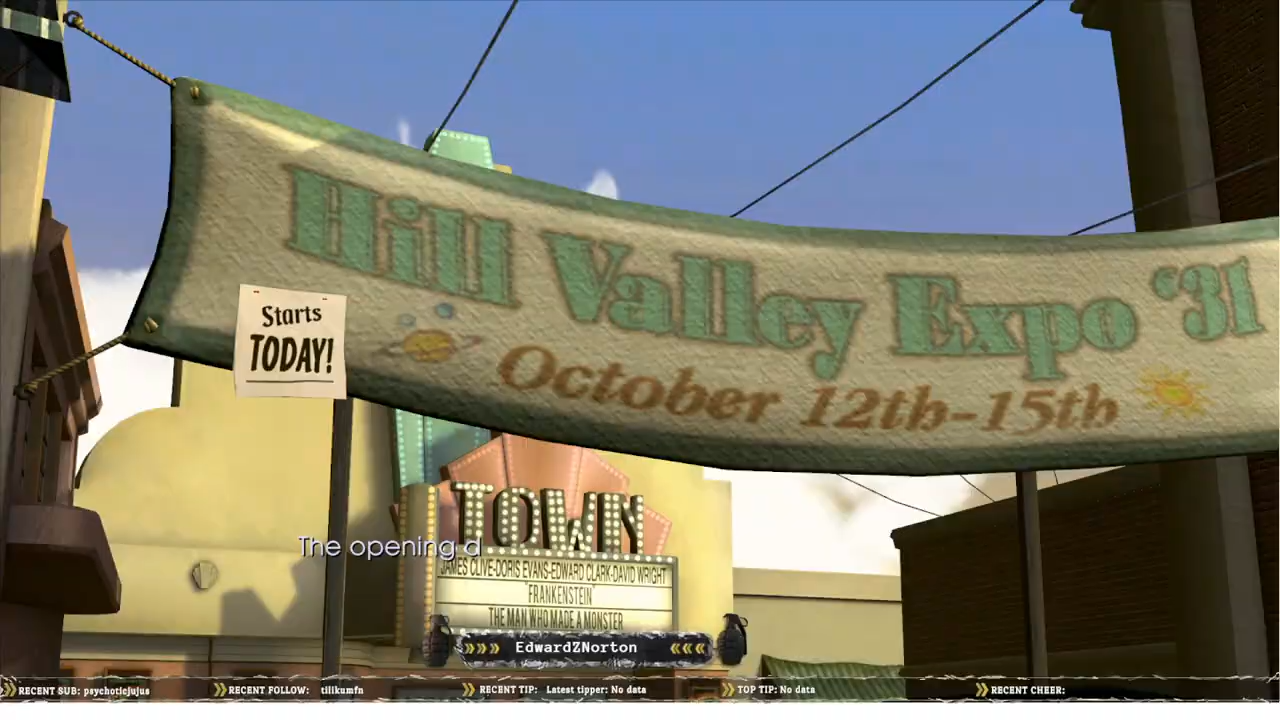 Hill Valley Expo '31
Starts
TODAY!
October 12th-15th
TOWN
The opening d
JAMES CLIVE-DORIS EVANS-EDWARD CLARK-DAVID WRIGHT
"FRANKENSTEIN"
THE MAN WHO MADE A MONSTER
EdwardZNorton
RECENT SUB: psychoticjujus
RECENT FOLLOW: tilikumfn
RECENT TIP: Latest tipper: No data
TOP TIP: No data
RECENT CHEER: